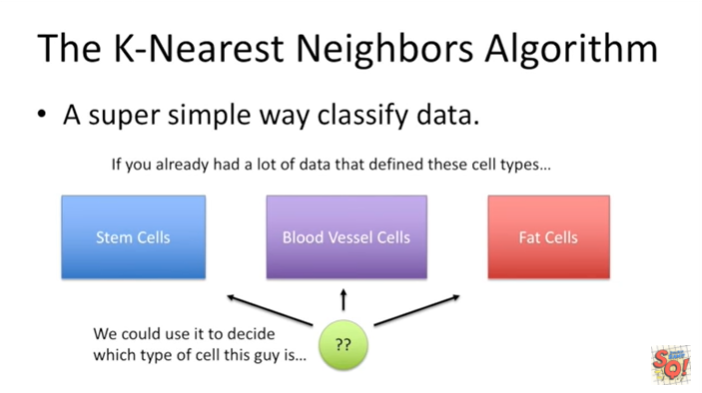 The K-Nearest Neighbors Algorithm
• A super simple way classify data.
If you already had a lot of data that defined these cell types...
Stem Cells
Blood Vessel Cells
Fat Cells
We could use it to decide
which type of cell this guy is...
??
SQ!